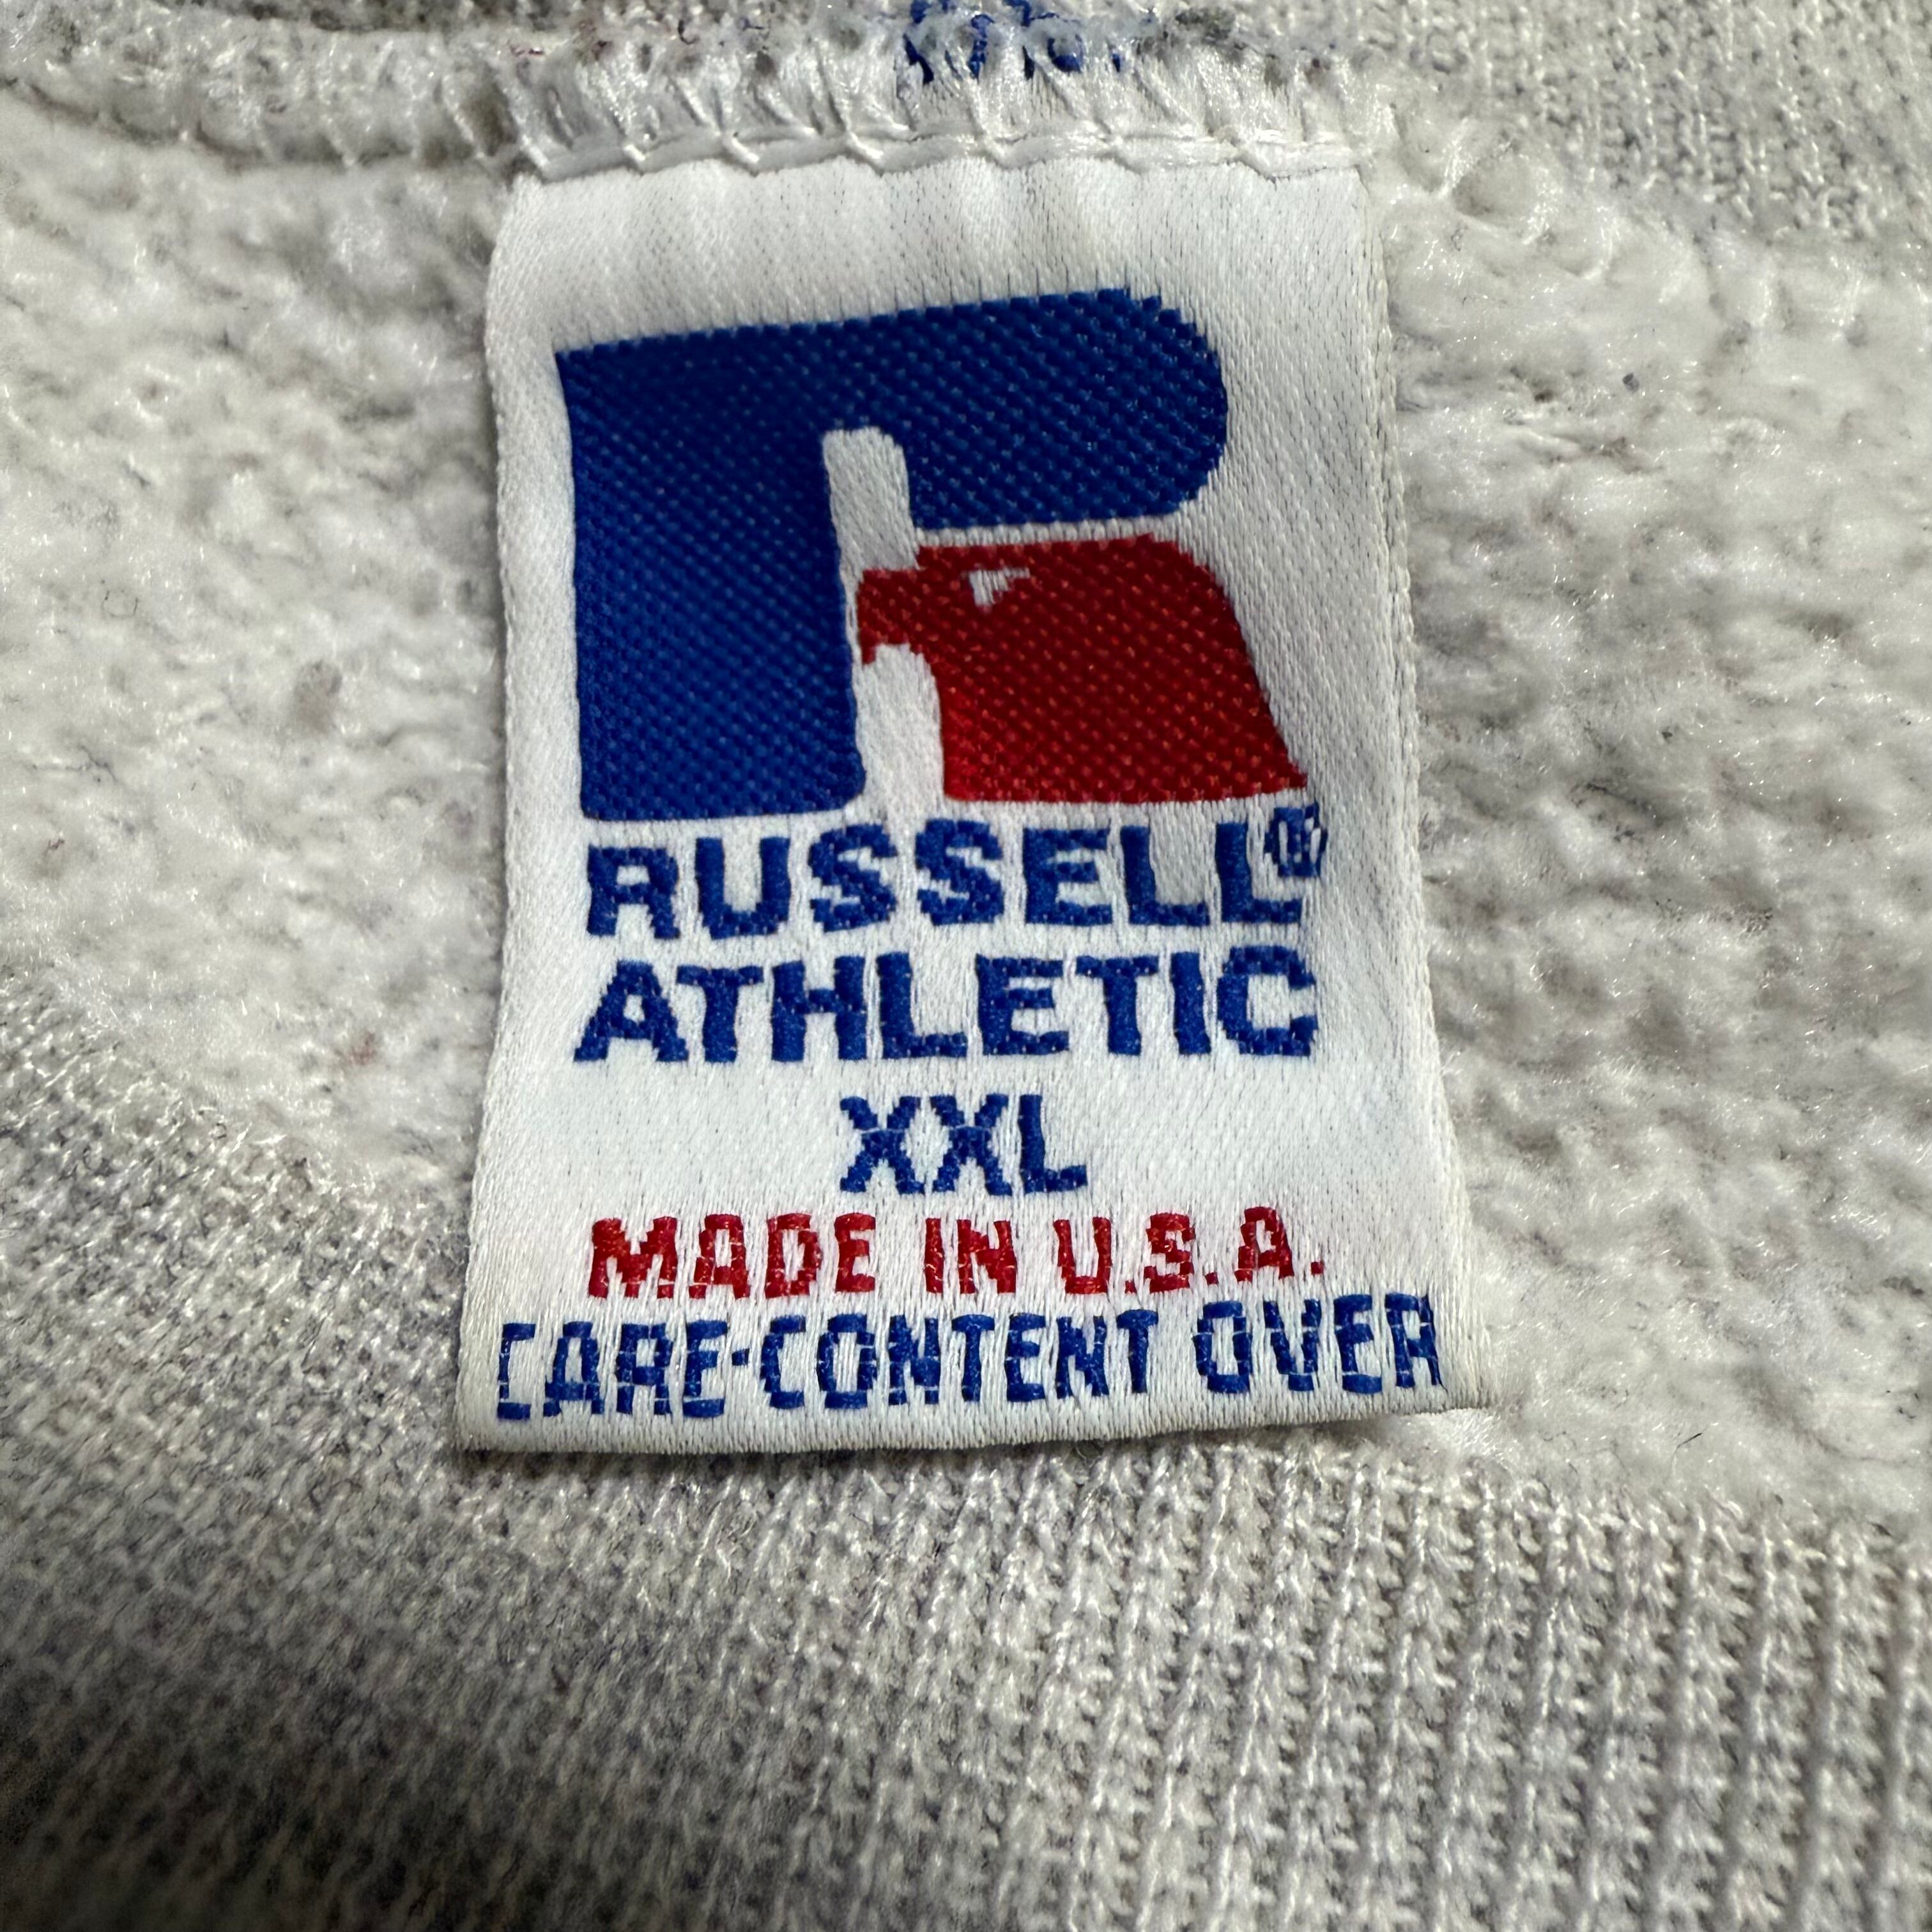 RUSSELL®
ATHLETIC
XXL
MADE IN U.S.A.
CARE-CONTENT OVER